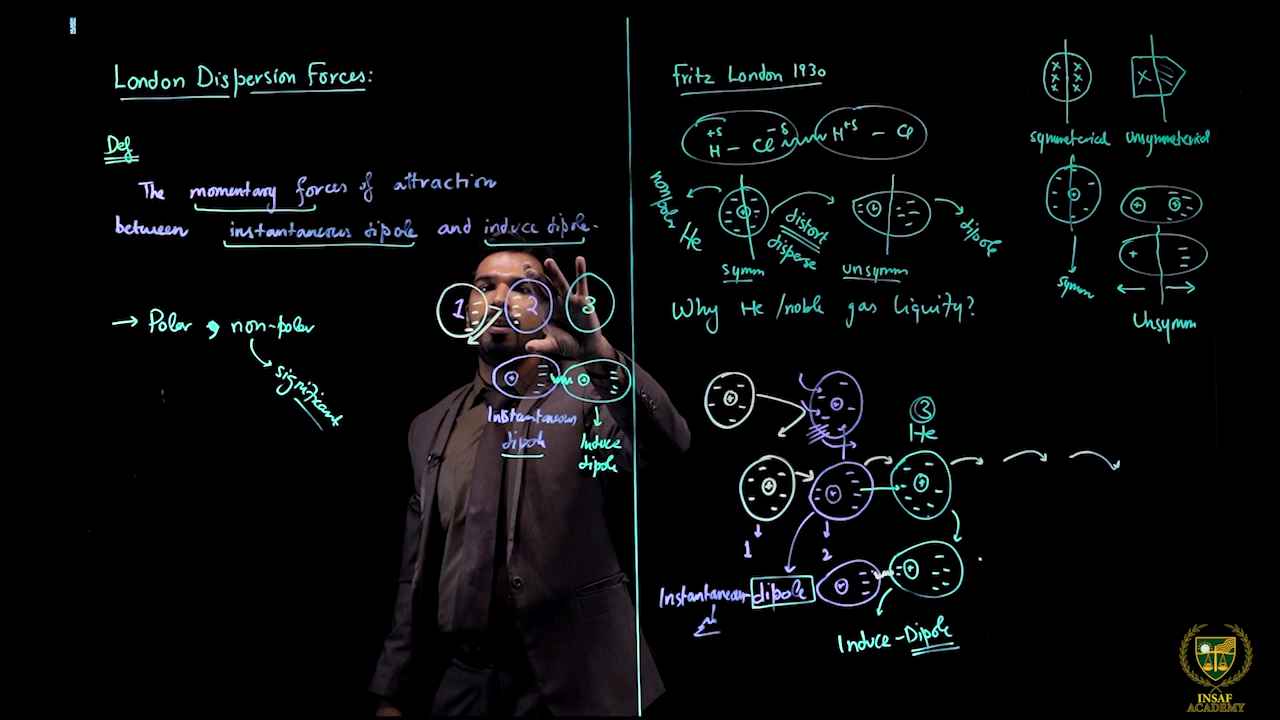 London Dispersion Forces:
Def
The momentary forces of attraction
between instantaneous dipole and induce dipole.
→ Polar, non-polar
significant
1 2 3
Instantaneous
dipole
Induce
dipole
Fritz London 1930
+δ -δ +δ
H - Cl H - Cl
nonpolar
He
distort
disperse
dipole
symm
unsymm
Why He/noble gas liquify?
symmeterical
unsymmeterical
symm
Unsymm
3
He
1
2
Instantaneous-dipole
Induce-Dipole
INSAF
ACADEMY